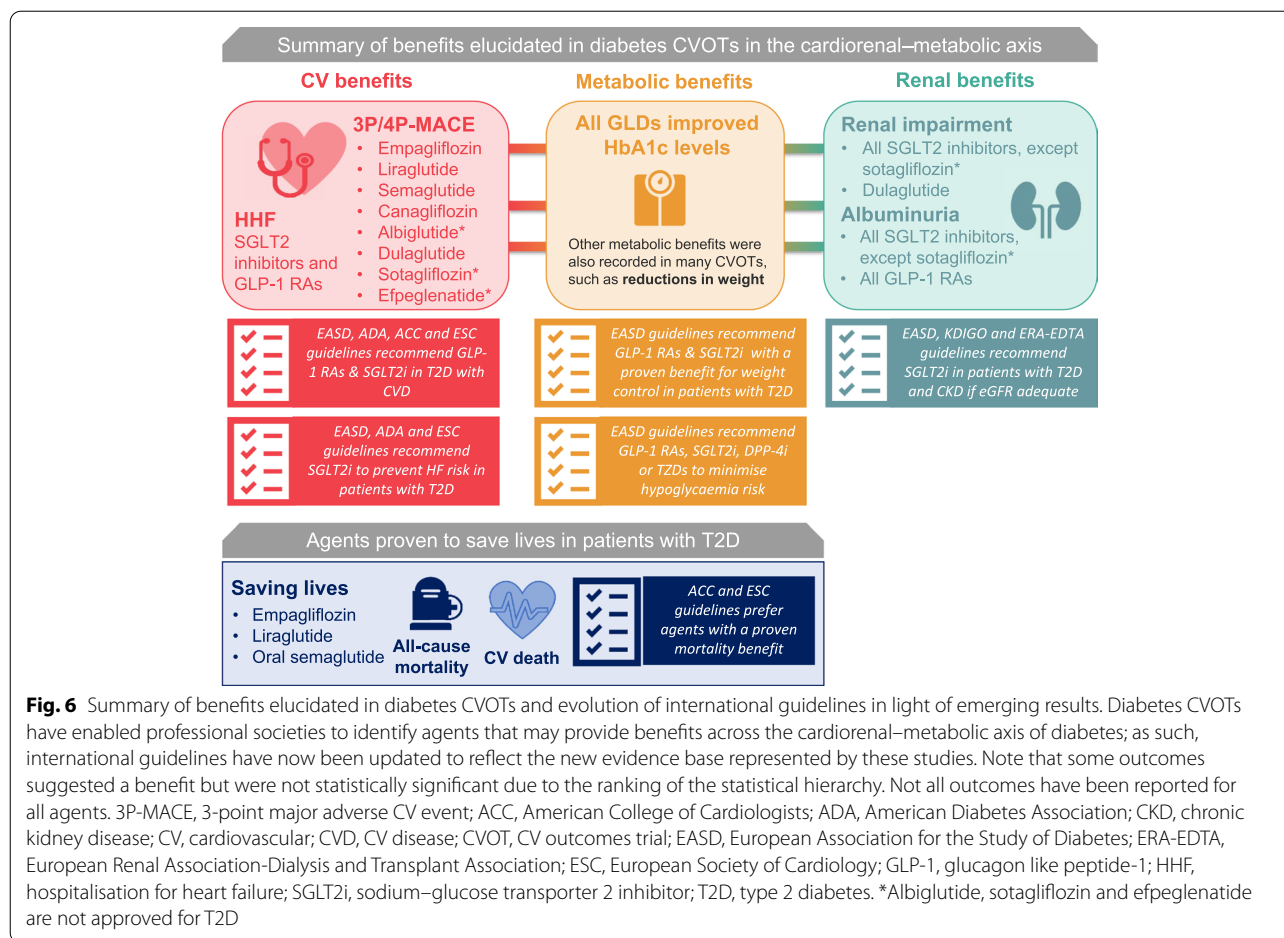 Summary of benefits elucidated in diabetes CVOTs in the cardiorenal–metabolic axis
CV benefits
3P/4P-MACE
• Empagliflozin
• Liraglutide
• Semaglutide
• Canagliflozin
• Albiglutide*
• Dulaglutide
• Sotagliflozin*
• Efpeglenatide*
HHF
SGLT2
inhibitors and
GLP-1 RAs
EASD, ADA, ACC and ESC
guidelines recommend GLP-
1 RAs & SGLT2i in T2D with
CVD
EASD, ADA and ESC
guidelines recommend
SGLT2i to prevent HF risk in
patients with T2D
Metabolic benefits
All GLDs improved
HbA1c levels
Other metabolic benefits were
also recorded in many CVOTs,
such as reductions in weight
EASD guidelines recommend
GLP-1 RAs & SGLT2i with a
proven benefit for weight
control in patients with T2D
EASD guidelines recommend
GLP-1 RAs, SGLT2i, DPP-4i
or TZDs to minimise
hypoglycaemia risk
Renal benefits
Renal impairment
• All SGLT2 inhibitors, except
sotagliflozin*
• Dulaglutide
Albuminuria
• All SGLT2 inhibitors,
except sotagliflozin*
• All GLP-1 RAs
EASD, KDIGO and ERA-EDTA
guidelines recommend
SGLT2i in patients with T2D
and CKD if eGFR adequate
Agents proven to save lives in patients with T2D
Saving lives
• Empagliflozin
• Liraglutide
• Oral semaglutide
All-cause
mortality
CV death
ACC and ESC
guidelines prefer
agents with a proven
mortality benefit
Fig. 6 Summary of benefits elucidated in diabetes CVOTs and evolution of international guidelines in light of emerging results. Diabetes CVOTs
have enabled professional societies to identify agents that may provide benefits across the cardiorenal–metabolic axis of diabetes; as such,
international guidelines have now been updated to reflect the new evidence base represented by these studies. Note that some outcomes
suggested a benefit but were not statistically significant due to the ranking of the statistical hierarchy. Not all outcomes have been reported for
all agents. 3P-MACE, 3-point major adverse CV event; ACC, American College of Cardiologists; ADA, American Diabetes Association; CKD, chronic
kidney disease; CV, cardiovascular; CVD, CV disease; CVOT, CV outcomes trial; EASD, European Association for the Study of Diabetes; ERA-EDTA,
European Renal Association-Dialysis and Transplant Association; ESC, European Society of Cardiology; GLP-1, glucagon like peptide-1; HHF,
hospitalisation for heart failure; SGLT2i, sodium–glucose transporter 2 inhibitor; T2D, type 2 diabetes. *Albiglutide, sotagliflozin and efpeglenatide
are not approved for T2D